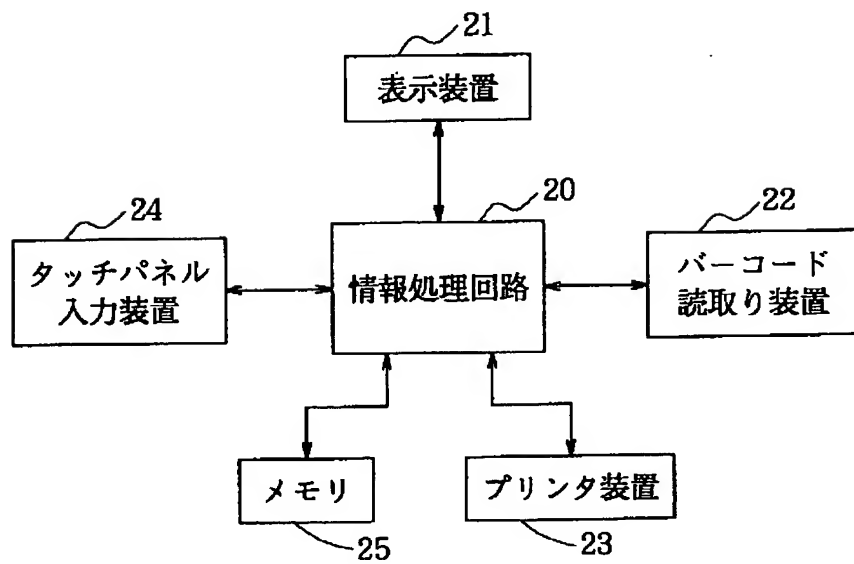 21
表示装置
24
20
22
タッチパネル
入力装置
情報処理回路
バーコード
読取り装置
メモリ
プリンタ装置
25
23